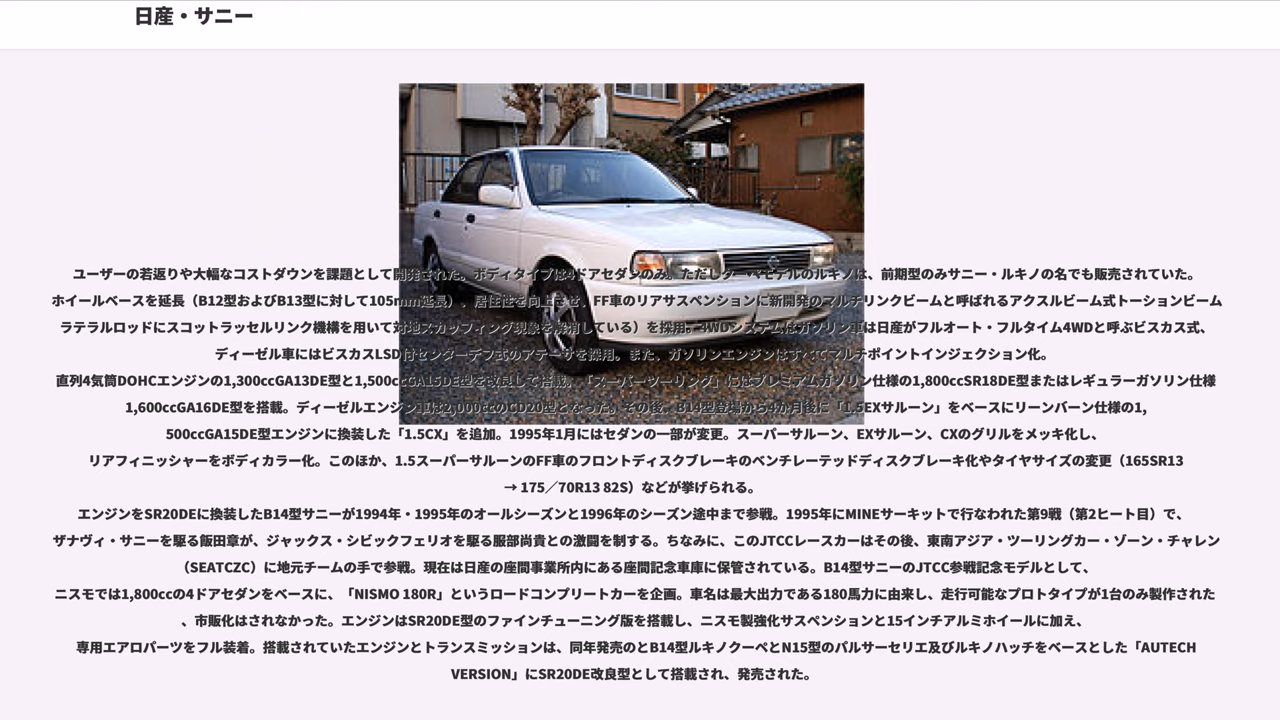 日産・サニー
ユーザーの若返りや大幅なコストダウンを課題として開発された。ボディタイプは4ドアセダンのみ。ただしクーペモデルのルキノは、前期型のみサニー・ルキノの名でも販売されていた。
ホイールベースを延長（B12型およびB13型に対して105mm延長）、居住性を向上させ、FF車のリアサスペンションに新開発のマルチリンクビームと呼ばれるアクスルビーム式トーションビーム
ラテラルロッドにスコットラッセルリンク機構を用いて対地スカッフィング現象を解消している）を採用。4WDシステムはガソリン車は日産がフルオート・フルタイム4WDと呼ぶビスカス式、
ディーゼル車にはビスカスLSD付センターデフ式のアテーサを採用。また、ガソリンエンジンはすべてマルチポイントインジェクション化。
直列4気筒DOHCエンジンの1,300ccGA13DE型と1,500ccGA15DE型を改良して搭載、「スーパーツーリング」にはプレミアムガソリン仕様の1,800ccSR18DE型またはレギュラーガソリン仕様
1,600ccGA16DE型を搭載。ディーゼルエンジン車は2,000ccのCD20型となった。その後、B14型登場から4か月後に「1.5EXサルーン」をベースにリーンバーン仕様の1,
500ccGA15DE型エンジンに換装した「1.5CX」を追加。1995年1月にはセダンの一部が変更。スーパーサルーン、EXサルーン、CXのグリルをメッキ化し、
リアフィニッシャーをボディカラー化。このほか、1.5スーパーサルーンのFF車のフロントディスクブレーキのベンチレーテッドディスクブレーキ化やタイヤサイズの変更（165SR13
→ 175／70R13 82S）などが挙げられる。
エンジンをSR20DEに換装したB14型サニーが1994年・1995年のオールシーズンと1996年のシーズン途中まで参戦。1995年にMINEサーキットで行なわれた第9戦（第2ヒート目）で、
ザナヴィ・サニーを駆る飯田章が、ジャックス・シビックフェリオを駆る服部尚貴との激闘を制する。ちなみに、このJTCCレースカーはその後、東南アジア・ツーリングカー・ゾーン・チャレン
（SEATCZC）に地元チームの手で参戦。現在は日産の座間事業所内にある座間記念車庫に保管されている。B14型サニーのJTCC参戦記念モデルとして、
ニスモでは1,800ccの4ドアセダンをベースに、「NISMO 180R」というロードコンプリートカーを企画。車名は最大出力である180馬力に由来し、走行可能なプロトタイプが1台のみ製作された
、市販化はされなかった。エンジンはSR20DE型のファインチューニング版を搭載し、ニスモ製強化サスペンションと15インチアルミホイールに加え、
専用エアロパーツをフル装着。搭載されていたエンジンとトランスミッションは、同年発売のとB14型ルキノクーペとN15型のパルサーセリエ及びルキノハッチをベースとした「AUTECH
VERSION」にSR20DE改良型として搭載され、発売された。